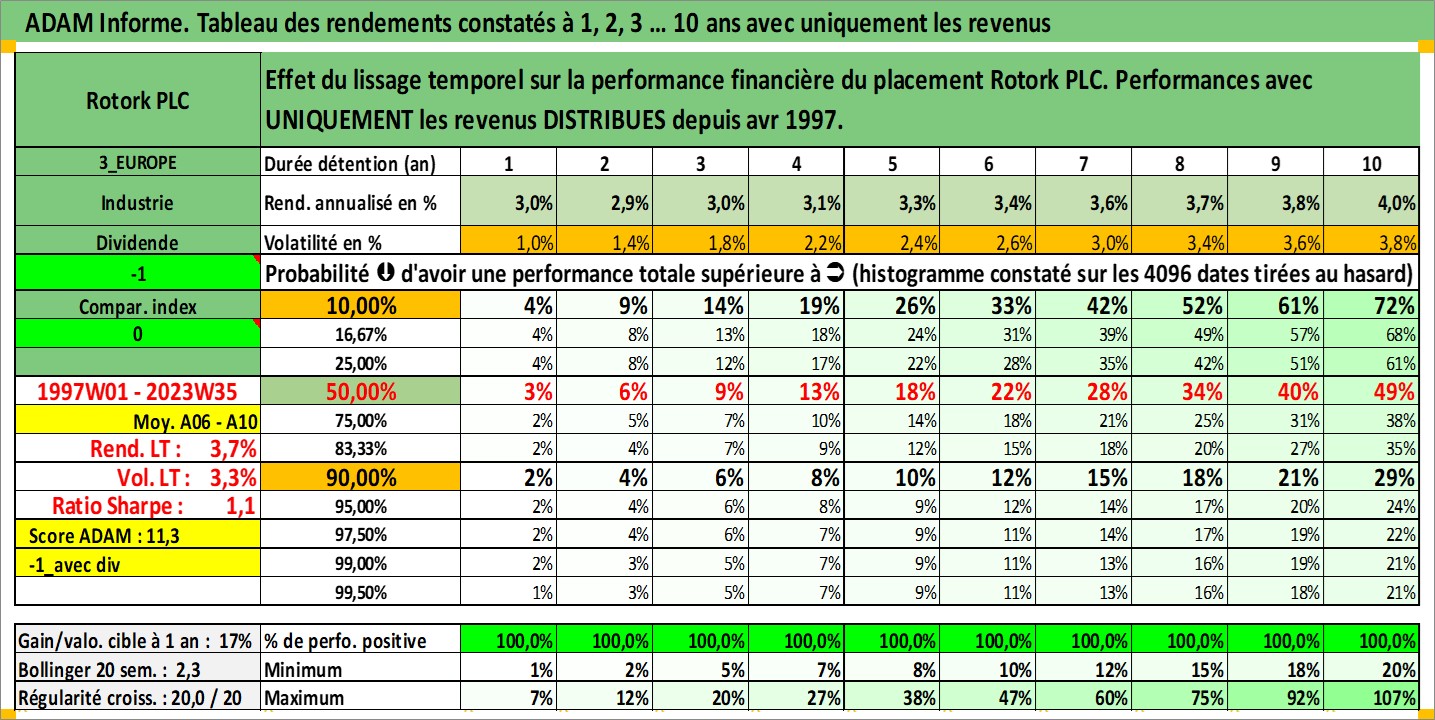 ADAM Informe. Tableau des rendements constatés à 1, 2, 3 ... 10 ans avec uniquement les revenus
Rotork PLC
Effet du lissage temporel sur la performance financière du placement Rotork PLC. Performances avec
UNIQUEMENT les revenus DISTRIBUES depuis avr 1997.
3_EUROPE Durée détention (an) 1 2 3 4 5 6 7 8 9 10
Industrie Rend. annualisé en % 3,0% 2,9% 3,0% 3,1% 3,3% 3,4% 3,6% 3,7% 3,8% 4,0%
Dividende Volatilité en % 1,0% 1,4% 1,8% 2,2% 2,4% 2,6% 3,0% 3,4% 3,6% 3,8%
-1 Probabilité d'avoir une performance totale supérieure à (histogramme constaté sur les 4096 dates tirées au hasard)
Compar. index 10,00% 4% 9% 14% 19% 26% 33% 42% 52% 61% 72%
0 16,67% 4% 8% 13% 18% 24% 31% 39% 49% 57% 68%
25,00% 4% 8% 12% 17% 22% 28% 35% 42% 51% 61%
1997W01 - 2023W35 50,00% 3% 6% 9% 13% 18% 22% 28% 34% 40% 49%
Moy. A06 - A10 75,00% 2% 5% 7% 10% 14% 18% 21% 25% 31% 38%
Rend. LT : 3,7% 83,33% 2% 4% 7% 9% 12% 15% 18% 20% 27% 35%
Vol. LT : 3,3% 90,00% 2% 4% 6% 8% 10% 12% 15% 18% 21% 29%
Ratio Sharpe : 1,1 95,00% 2% 4% 6% 8% 9% 12% 14% 17% 20% 24%
Score ADAM : 11,3 97,50% 2% 4% 6% 7% 9% 11% 14% 17% 19% 22%
-1_avec div 99,00% 2% 3% 5% 7% 9% 11% 13% 16% 19% 21%
99,50% 1% 3% 5% 7% 9% 11% 13% 16% 18% 21%
Gain/valo. cible à 1 an : 17% % de perfo. positive 100,0% 100,0% 100,0% 100,0% 100,0% 100,0% 100,0% 100,0% 100,0% 100,0%
Bollinger 20 sem. : 2,3 Minimum 1% 2% 5% 7% 8% 10% 12% 15% 18% 20%
Régularité croiss. : 20,0 / 20 Maximum 7% 12% 20% 27% 38% 47% 60% 75% 92% 107%